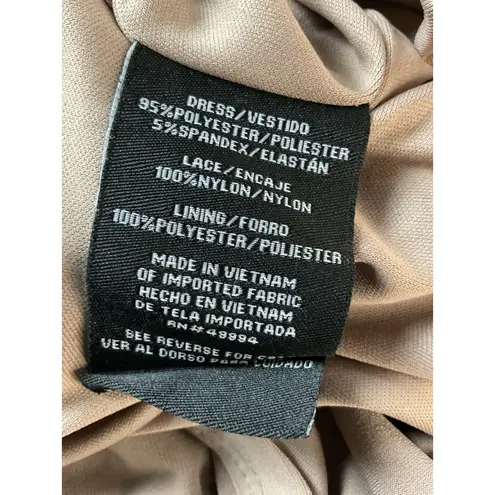 DRESS/VESTIDO
95%POLYESTER/POLIESTER
5%SPANDEX/ELASTÁN
LACE/ENCAJE
100%NYLON/NYLON
LINING/FORRO
100%POLYESTER/POLIESTER
MADE IN VIETNAM
OF IMPORTED FABRIC
HECHO EN VIETNAM
DE TELA IMPORTADA
RN#49994
SEE REVERSE FOR
VER AL DORSO PARA CUIDADO